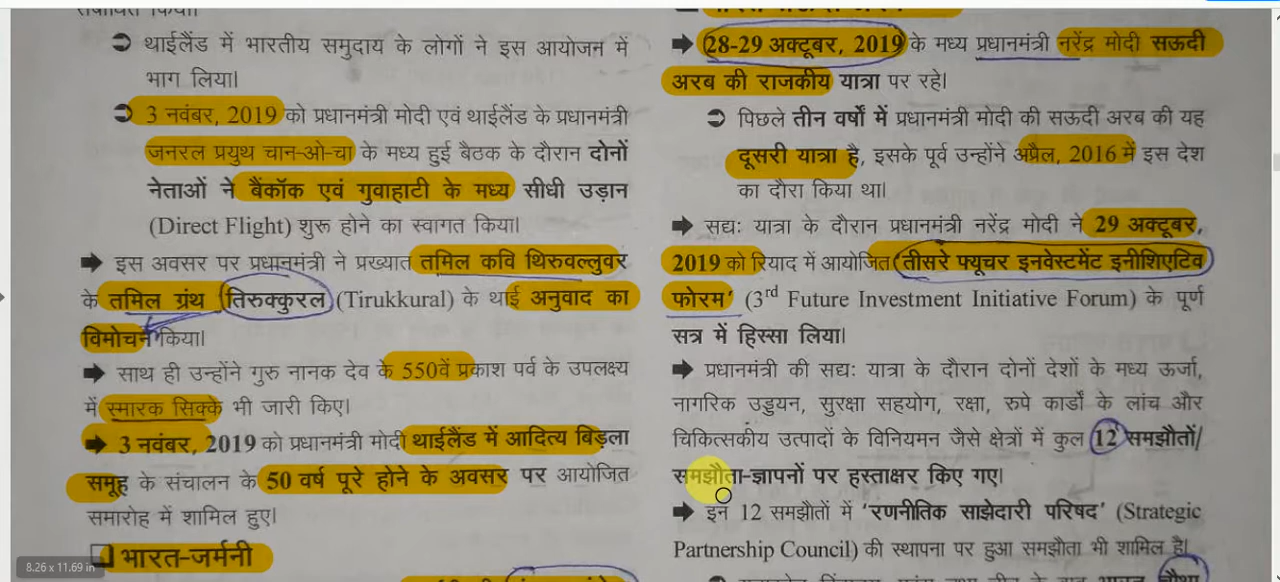 थाईलैंड में भारतीय समुदाय के लोगों ने इस आयोजन में
भाग लिया।
3 नवंबर, 2019 को प्रधानमंत्री मोदी एवं थाईलैंड के प्रधानमंत्री
जनरल प्रयुथ चान-ओ-चा के मध्य हुई बैठक के दौरान दोनों
नेताओं ने बैंकॉक एवं गुवाहाटी के मध्य सीधी उड़ान
(Direct Flight) शुरू होने का स्वागत किया।
इस अवसर पर प्रधानमंत्री ने प्रख्यात तमिल कवि थिरुवल्लुवर
के तमिल ग्रंथ तिरुक्कुरल (Tirukkural) के थाई अनुवाद का
विमोचन किया।
साथ ही उन्होंने गुरु नानक देव के 550वें प्रकाश पर्व के उपलक्ष्य
में स्मारक सिक्के भी जारी किए।
3 नवंबर, 2019 को प्रधानमंत्री मोदी थाईलैंड में आदित्य बिड़ला
समूह के संचालन के 50 वर्ष पूरे होने के अवसर पर आयोजित
समारोह में शामिल हुए।
भारत-जर्मनी
28-29 अक्टूबर, 2019 के मध्य प्रधानमंत्री नरेंद्र मोदी सऊदी
अरब की राजकीय यात्रा पर रहे।
पिछले तीन वर्षों में प्रधानमंत्री मोदी की सऊदी अरब की यह
दूसरी यात्रा है, इसके पूर्व उन्होंने अप्रैल, 2016 में इस देश
का दौरा किया था।
सद्यः यात्रा के दौरान प्रधानमंत्री नरेंद्र मोदी ने 29 अक्टूबर,
2019 को रियाद में आयोजित 'तीसरे फ्यूचर इनवेस्टमेंट इनीशिएटिव
फोरम' (3rd Future Investment Initiative Forum) के पूर्ण
सत्र में हिस्सा लिया।
प्रधानमंत्री की सद्यः यात्रा के दौरान दोनों देशों के मध्य ऊर्जा,
नागरिक उड्डयन, सुरक्षा सहयोग, रक्षा, रुपे कार्डों के लांच और
चिकित्सकीय उत्पादों के विनियमन जैसे क्षेत्रों में कुल 12 समझौतों/
समझौता-ज्ञापनों पर हस्ताक्षर किए गए।
इन 12 समझौतों में 'रणनीतिक साझेदारी परिषद' (Strategic
Partnership Council) की स्थापना पर हुआ समझौता भी शामिल है।
8.26 x 11.69 in